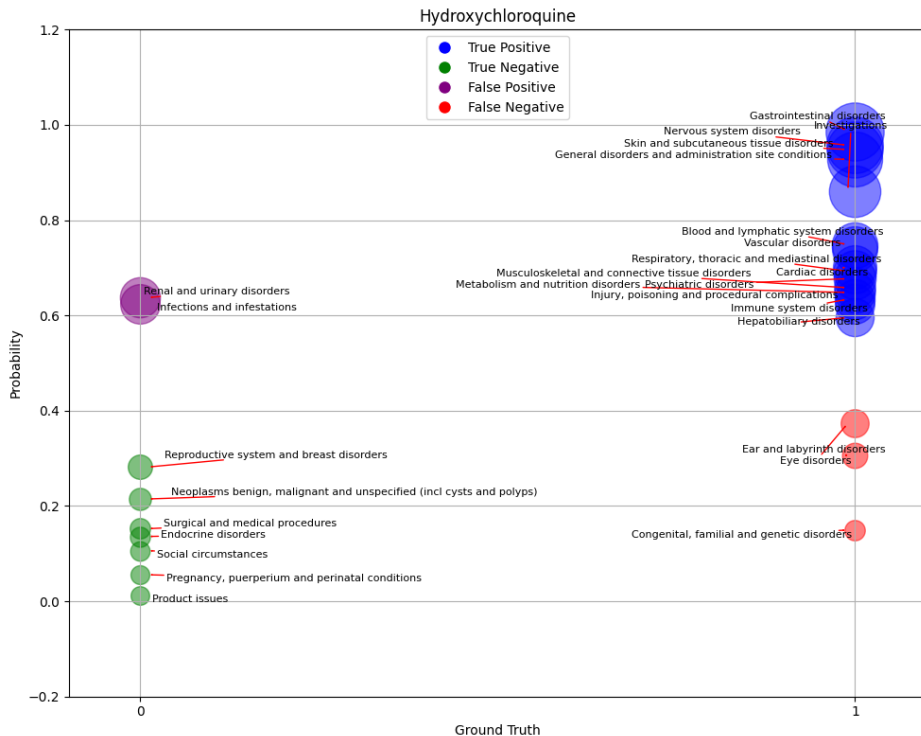 Hydroxychloroquine
True Positive
True Negative
False Positive
False Negative
1.2
1.0
0.8
0.6
0.4
0.2
0.0
−0.2
Probability
Gastrointestinal disorders
Investigations
Nervous system disorders
Skin and subcutaneous tissue disorders
General disorders and administration site conditions
Blood and lymphatic system disorders
Vascular disorders
Respiratory, thoracic and mediastinal disorders
Musculoskeletal and connective tissue disorders
Cardiac disorders
Metabolism and nutrition disorders
Psychiatric disorders
Injury, poisoning and procedural complications
Immune system disorders
Hepatobiliary disorders
Renal and urinary disorders
Infections and infestations
Ear and labyrinth disorders
Eye disorders
Reproductive system and breast disorders
Neoplasms benign, malignant and unspecified (incl cysts and polyps)
Surgical and medical procedures
Endocrine disorders
Congenital, familial and genetic disorders
Social circumstances
Pregnancy, puerperium and perinatal conditions
Product issues
0
1
Ground Truth